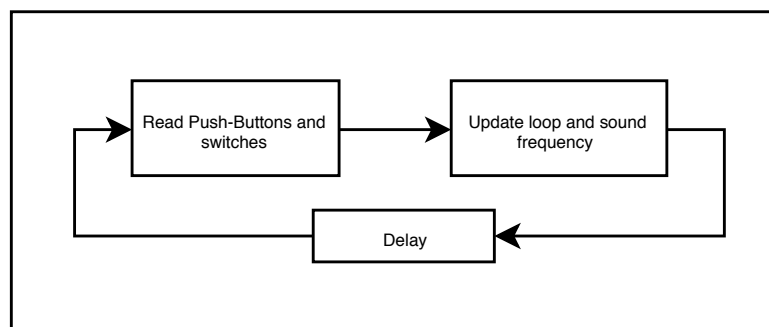 Read Push-Buttons and
switches
Update loop and sound
frequency
Delay